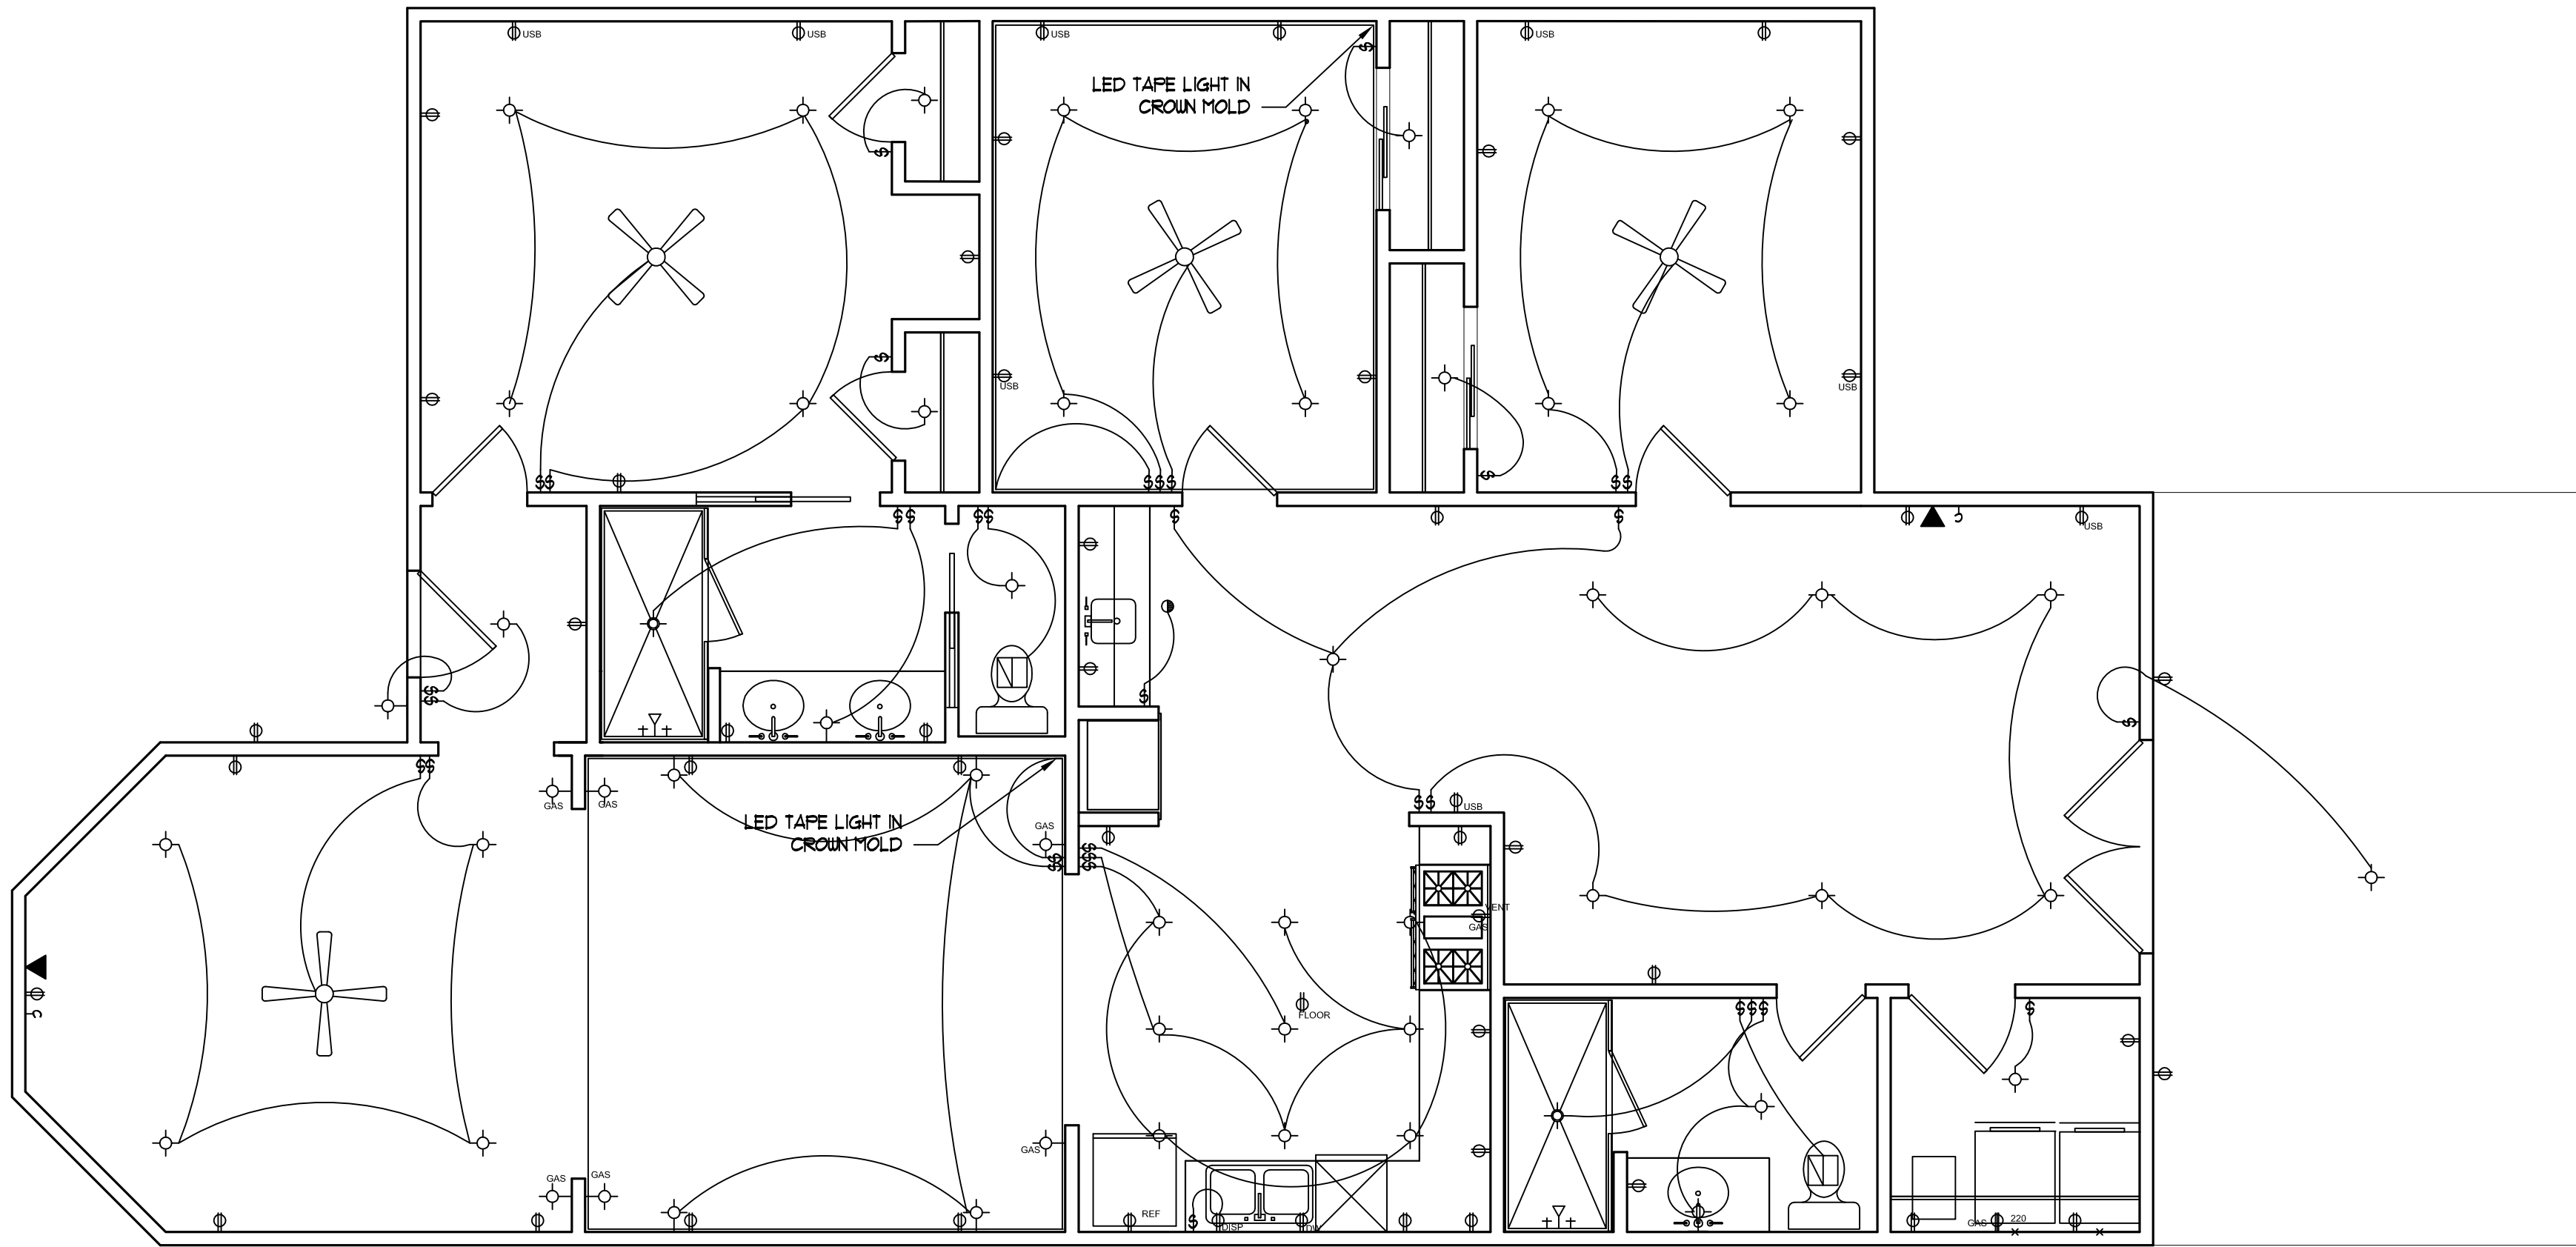 USB
USB
USB
USB
LED TAPE LIGHT IN
CROWN MOLD
USB
USB
USB
GAS
GAS
USB
LED TAPE LIGHT IN
CROWN MOLD
GAS
VENT
GAS
FLOOR
GAS
GAS
GAS
REF
DISP
DW
GAS
220